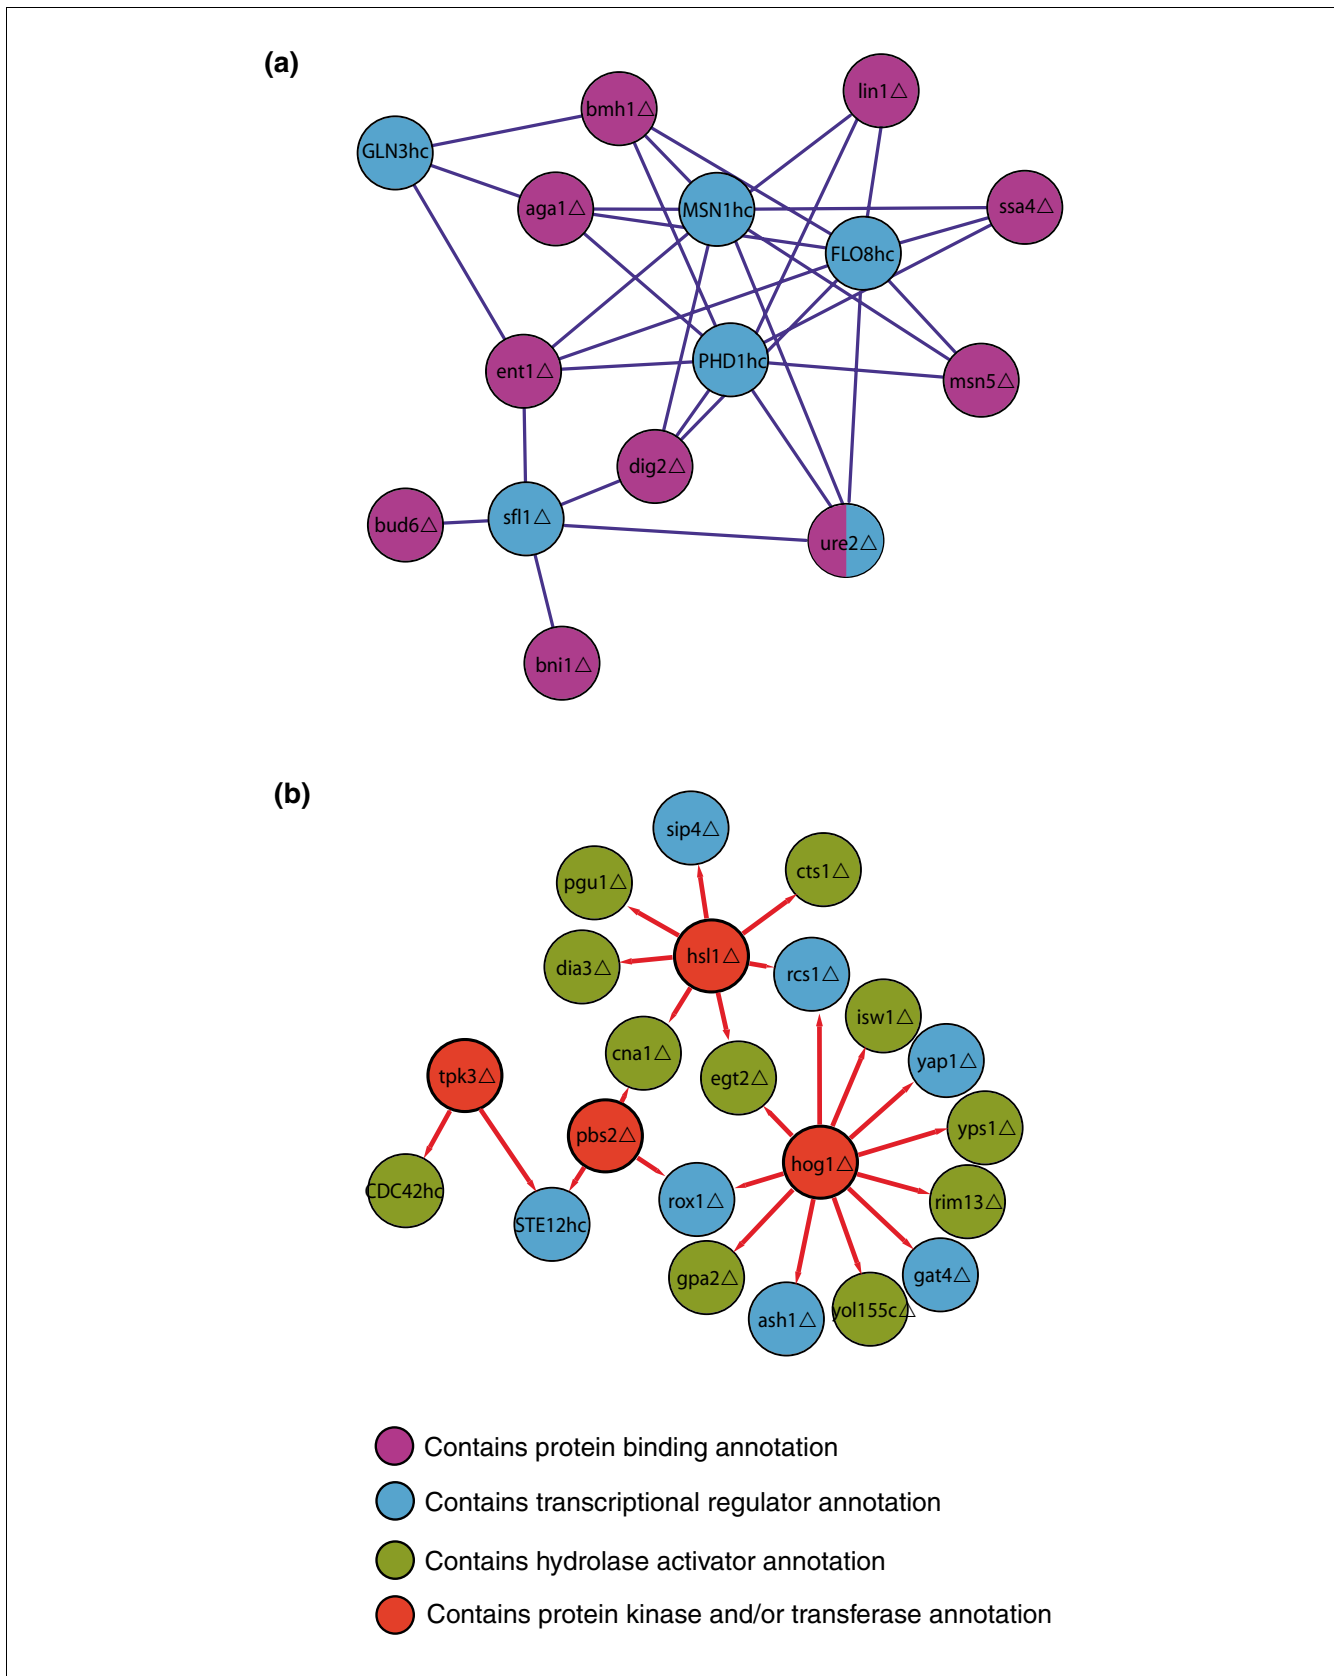 (a)
bmh1△
lin1△
GLN3hc
aga1△
MSN1hc
ssa4△
FLO8hc
ent1△
PHD1hc
msn5△
dig2△
bud6△
sfl1△
ure2△
bni1△
(b)
sip4△
pgu1△
cts1△
dia3△
hsl1△
rcs1△
isw1△
cna1△
egt2△
yap1△
tpk3△
pbs2△
yps1△
hog1△
CDC42hc
rox1△
rim13△
STE12hc
gpa2△
gat4△
ash1△
yol155c△
Contains protein binding annotation
Contains transcriptional regulator annotation
Contains hydrolase activator annotation
Contains protein kinase and/or transferase annotation